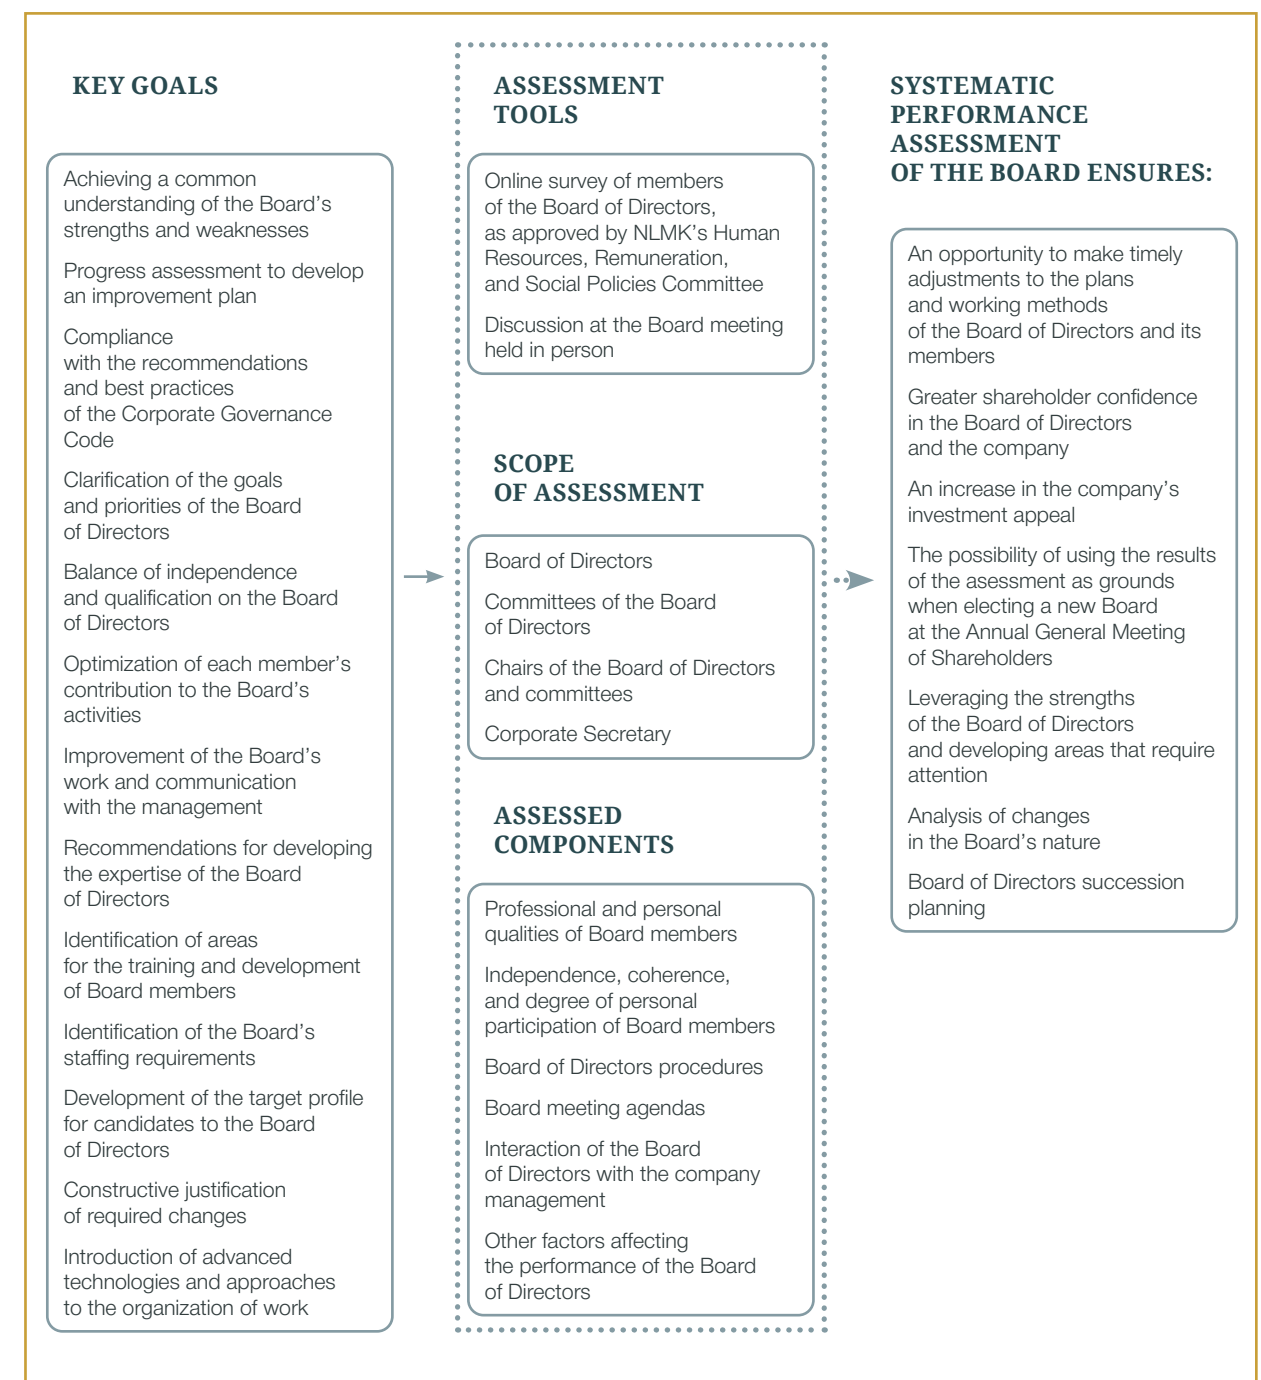 KEY GOALS
Achieving a common
understanding of the Board's
strengths and weaknesses
Progress assessment to develop
an improvement plan
Compliance
with the recommendations
and best practices
of the Corporate Governance
Code
Clarification of the goals
and priorities of the Board
of Directors
Balance of independence
and qualification on the Board
of Directors
Optimization of each member's
contribution to the Board's
activities
Improvement of the Board's
work and communication
with the management
Recommendations for developing
the expertise of the Board
of Directors
Identification of areas
for the training and development
of Board members
Identification of the Board's
staffing requirements
Development of the target profile
for candidates to the Board
of Directors
Constructive justification
of required changes
Introduction of advanced
technologies and approaches
to the organization of work
ASSESSMENT
TOOLS
Online survey of members
of the Board of Directors,
as approved by NLMK's Human
Resources, Remuneration,
and Social Policies Committee
Discussion at the Board meeting
held in person
SCOPE
OF ASSESSMENT
Board of Directors
Committees of the Board
of Directors
Chairs of the Board of Directors
and committees
Corporate Secretary
ASSESSED
COMPONENTS
Professional and personal
qualities of Board members
Independence, coherence,
and degree of personal
participation of Board members
Board of Directors procedures
Board meeting agendas
Interaction of the Board
of Directors with the company
management
Other factors affecting
the performance of the Board
of Directors
SYSTEMATIC
PERFORMANCE
ASSESSMENT
OF THE BOARD ENSURES:
An opportunity to make timely
adjustments to the plans
and working methods
of the Board of Directors and its
members
Greater shareholder confidence
in the Board of Directors
and the company
An increase in the company's
investment appeal
The possibility of using the results
of the asessment as grounds
when electing a new Board
at the Annual General Meeting
of Shareholders
Leveraging the strengths
of the Board of Directors
and developing areas that require
attention
Analysis of changes
in the Board's nature
Board of Directors succession
planning